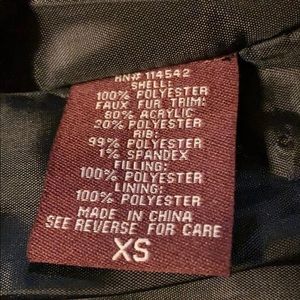 RN# 114542
SHELL:
100% POLYESTER
FAUX FUR TRIM:
80% ACRYLIC
20% POLYESTER
RIB:
99% POLYESTER
1% SPANDEX
FILLING:
100% POLYESTER
LINING:
100% POLYESTER
MADE IN CHINA
SEE REVERSE FOR CARE
XS